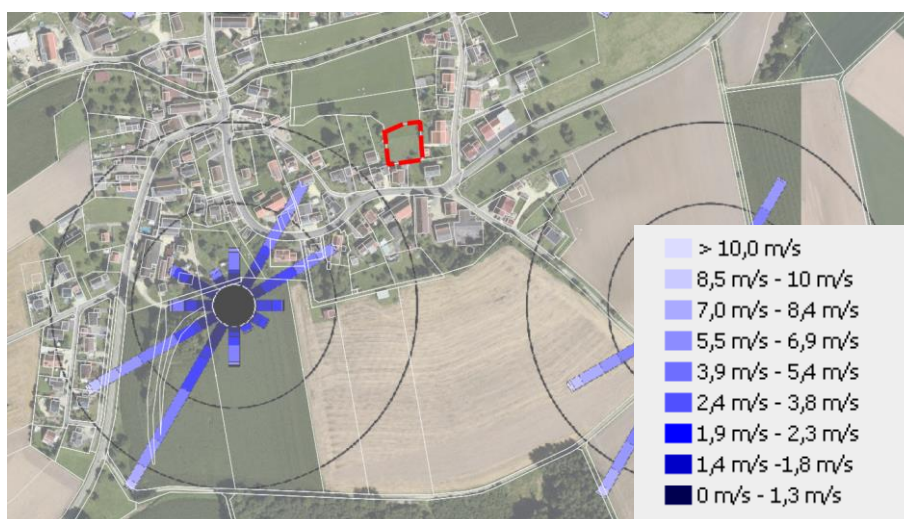 > 10,0 m/s
8,5 m/s - 10 m/s
7,0 m/s - 8,4 m/s
5,5 m/s - 6,9 m/s
3,9 m/s - 5,4 m/s
2,4 m/s - 3,8 m/s
1,9 m/s - 2,3 m/s
1,4 m/s -1,8 m/s
0 m/s - 1,3 m/s